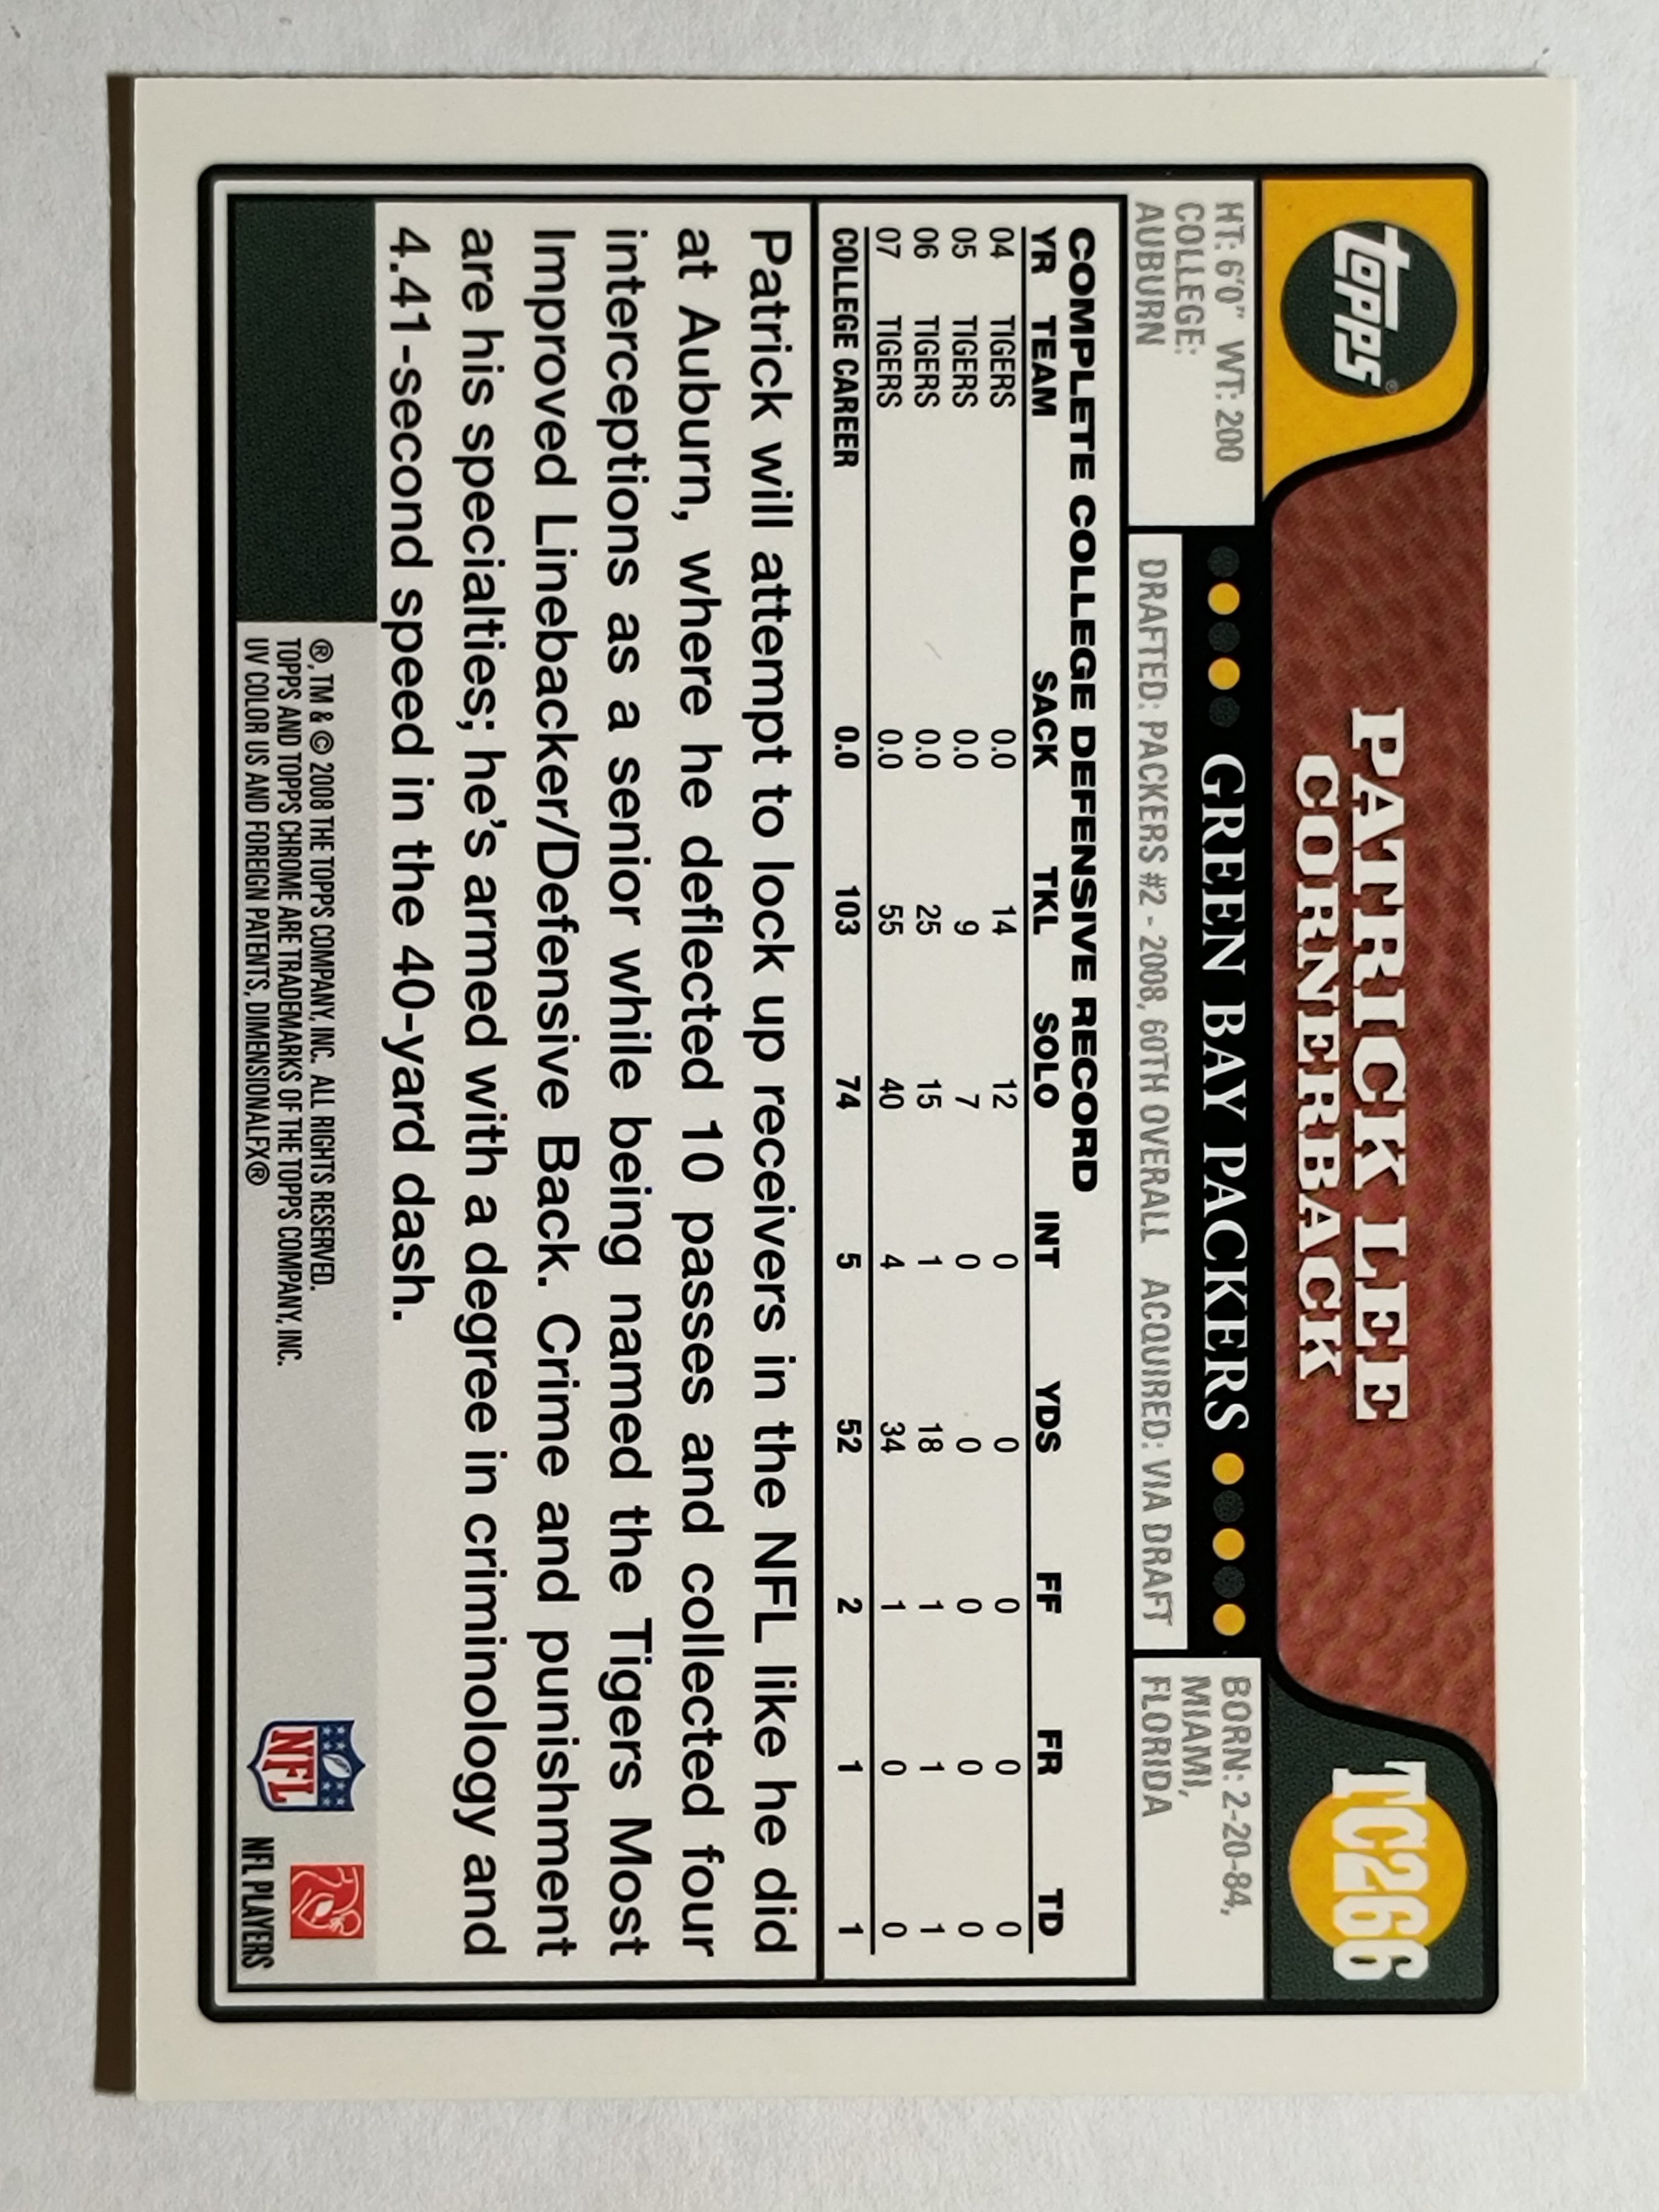 topps®
PATRICK LEE
CORNERBACK
TC266
HT: 6'0" WT: 200
COLLEGE:
AUBURN
GREEN BAY PACKERS
DRAFTED: PACKERS #2 - 2008, 60TH OVERALL ACQUIRED: VIA DRAFT
BORN: 2-20-84,
MIAMI,
FLORIDA
COMPLETE COLLEGE DEFENSIVE RECORD
YR TEAM SACK TKL SOLO INT YDS FF FR TD
04 TIGERS 0.0 14 12 0 0 0 0 0
05 TIGERS 0.0 9 7 0 0 0 0 0
06 TIGERS 0.0 25 15 1 18 1 1 1
07 TIGERS 0.0 55 40 4 34 1 0 0
COLLEGE CAREER 0.0 103 74 5 52 2 1 1
Patrick will attempt to lock up receivers in the NFL like he did
at Auburn, where he deflected 10 passes and collected four
interceptions as a senior while being named the Tigers Most
Improved Linebacker/Defensive Back. Crime and punishment
are his specialties; he's armed with a degree in criminology and
4.41-second speed in the 40-yard dash.
®, TM & © 2008 THE TOPPS COMPANY, INC. ALL RIGHTS RESERVED.
TOPPS AND TOPPS CHROME ARE TRADEMARKS OF THE TOPPS COMPANY, INC.
UV COLOR US AND FOREIGN PATENTS, DIMENSIONALFX®
NFL
NFL PLAYERS